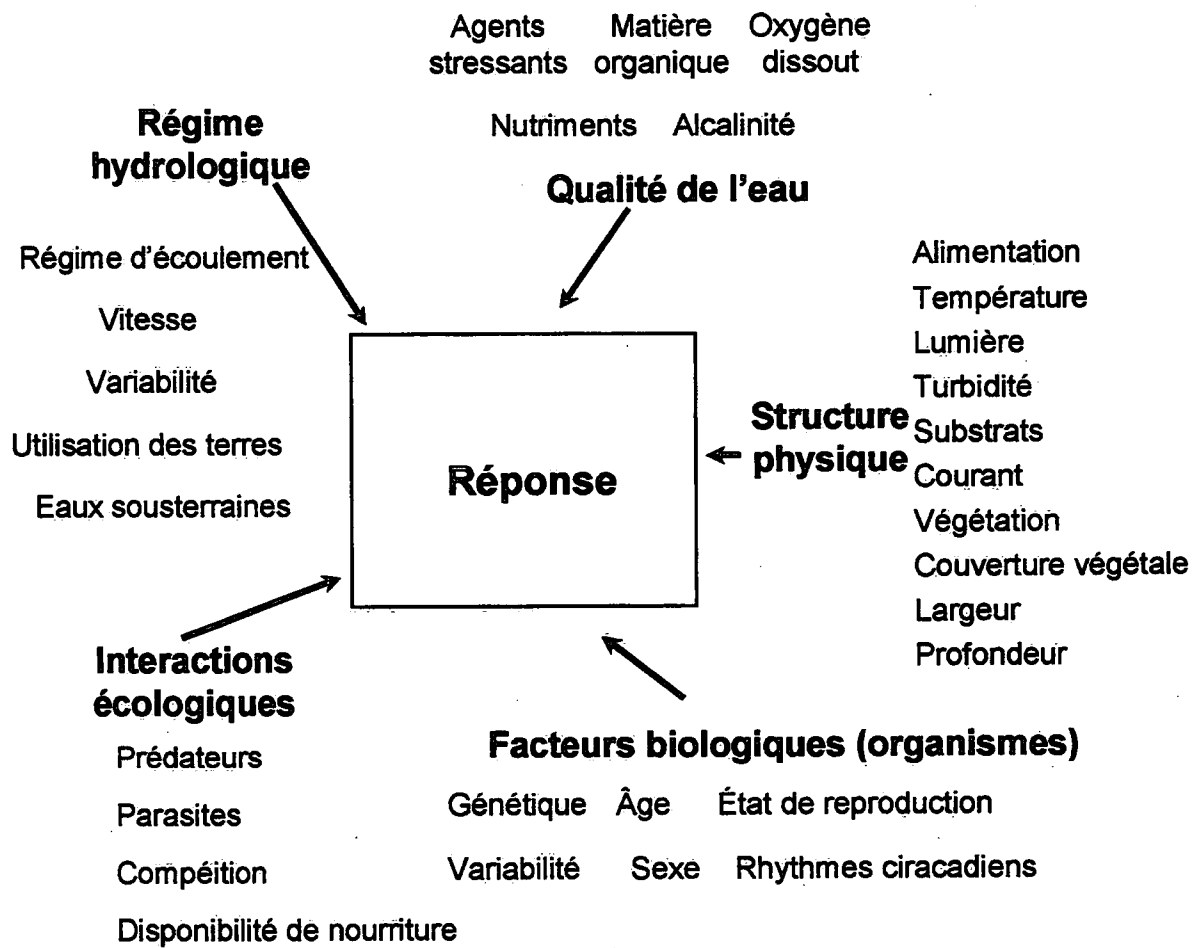 Agents stressants
Matière organique
Oxygène dissout
Nutriments Alcalinité
Qualité de l'eau
Régime
hydrologique
Régime d'écoulement
Vitesse
Variabilité
Utilisation des terres
Eaux sousterraines
Réponse
Structure
physique
Alimentation
Température
Lumière
Turbidité
Substrats
Courant
Végétation
Couverture végétale
Largeur
Profondeur
Interactions
écologiques
Prédateurs
Parasites
Compéition
Disponibilité de nourriture
Facteurs biologiques (organismes)
Génétique Âge État de reproduction
Variabilité Sexe Rhythmes ciracadiens